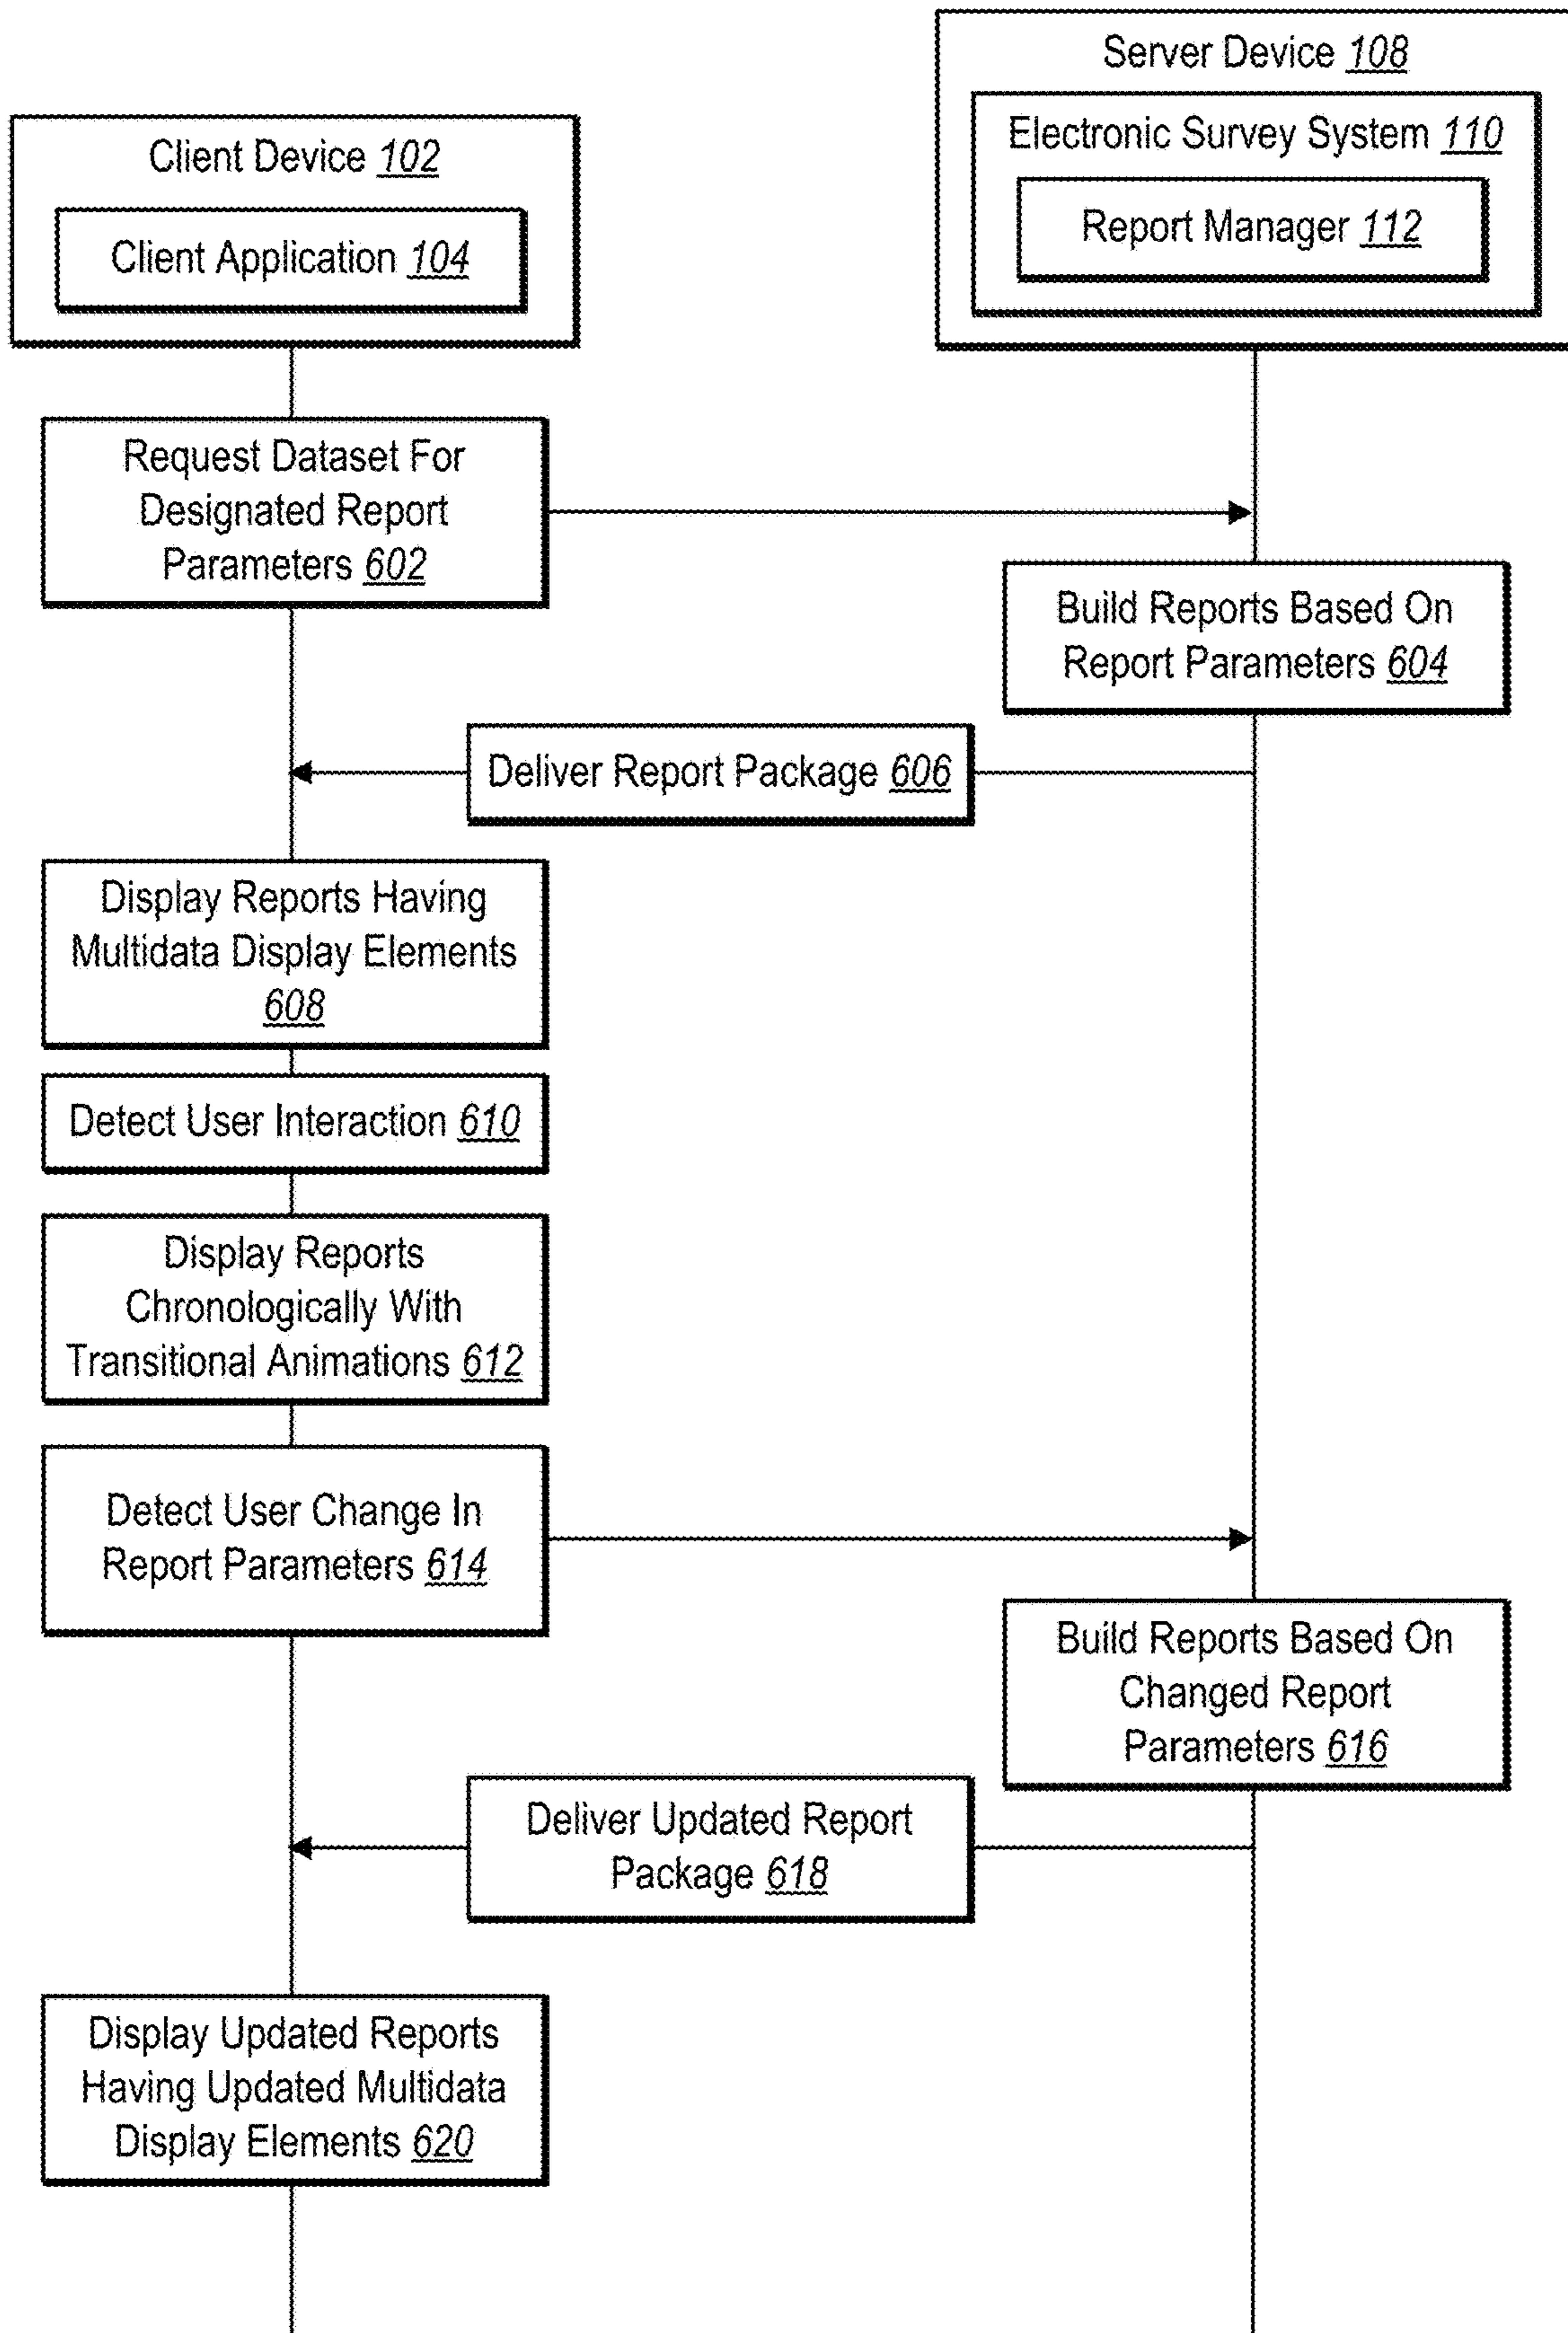 Server Device 108
Electronic Survey System 110
Report Manager 112
Client Device 102
Client Application 104
Request Dataset For
Designated Report
Parameters 602
Build Reports Based On
Report Parameters 604
Deliver Report Package 606
Display Reports Having
Multidata Display Elements
608
Detect User Interaction 610
Display Reports
Chronologically With
Transitional Animations 612
Detect User Change In
Report Parameters 614
Build Reports Based On
Changed Report
Parameters 616
Deliver Updated Report
Package 618
Display Updated Reports
Having Updated Multidata
Display Elements 620